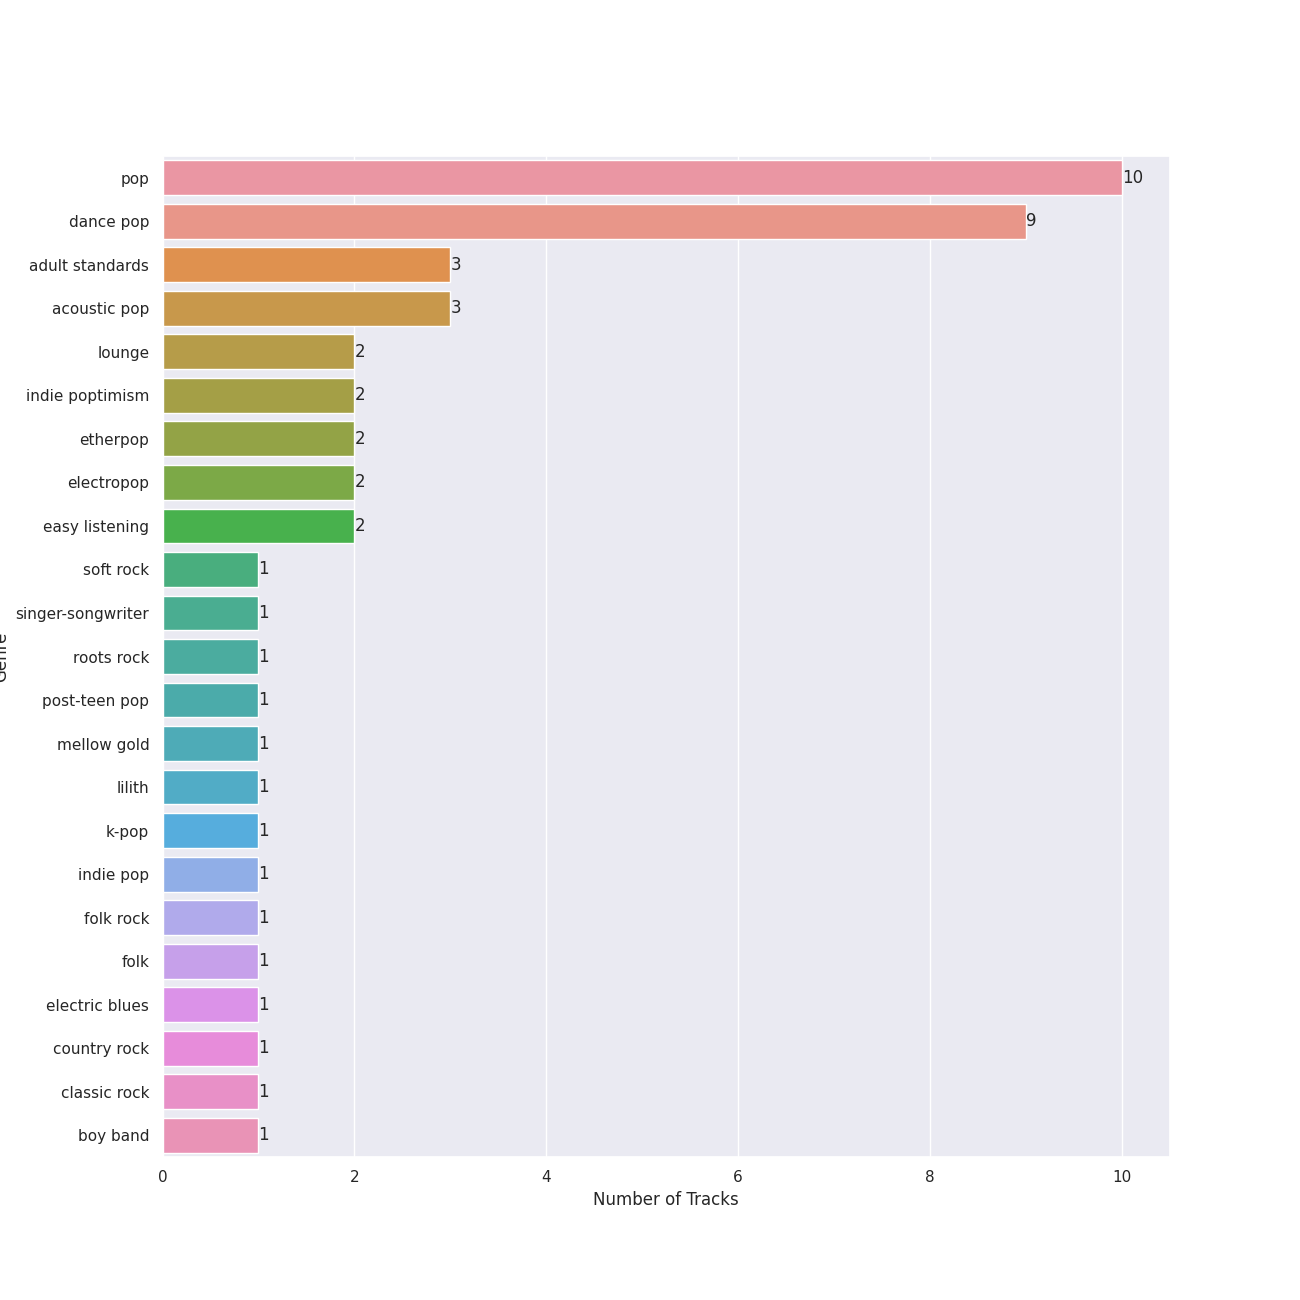 pop 10
dance pop 9
adult standards 3
acoustic pop 3
lounge 2
indie poptimism 2
etherpop 2
electropop 2
easy listening 2
soft rock 1
singer-songwriter 1
roots rock 1
post-teen pop 1
mellow gold 1
lilith 1
k-pop 1
indie pop 1
folk rock 1
folk 1
electric blues 1
country rock 1
classic rock 1
boy band 1
0 2 4 6 8 10
Number of Tracks
Genre